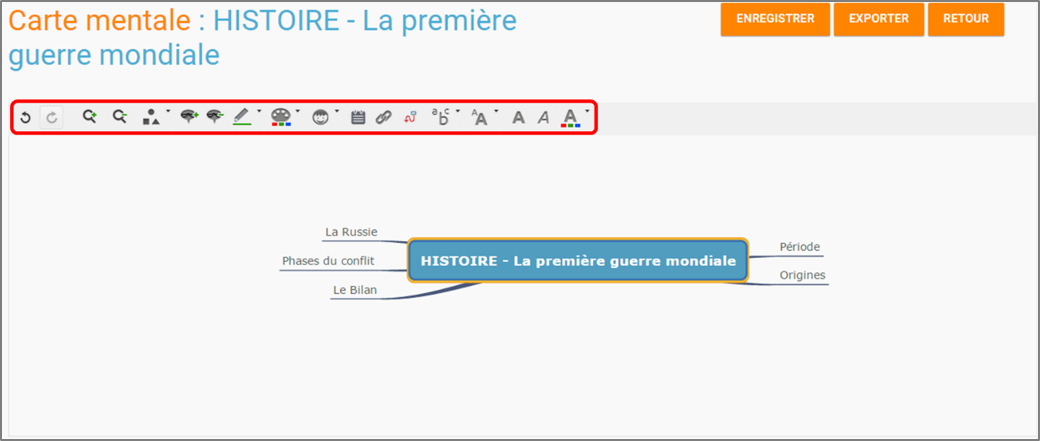 Carte mentale : HISTOIRE - La première
guerre mondiale
ENREGISTRER
EXPORTER
RETOUR
La Russie
Phases du conflit
Le Bilan
HISTOIRE - La première guerre mondiale
Période
Origines